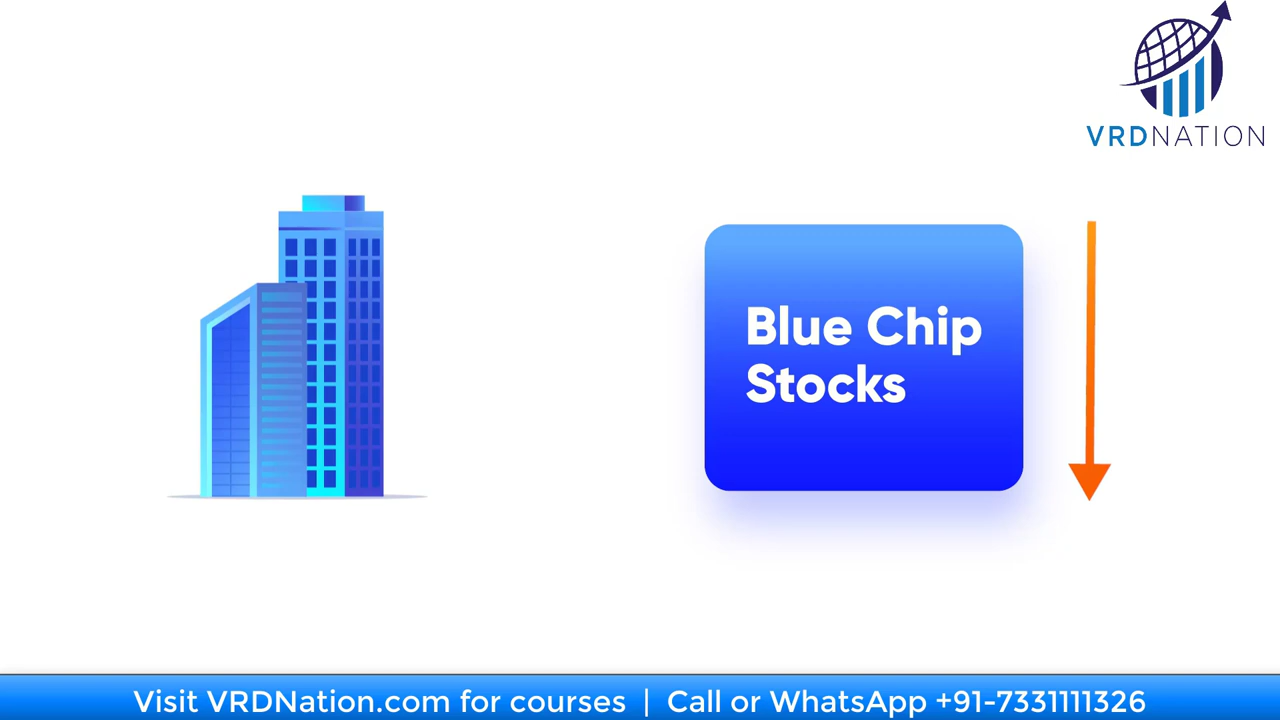 VRDNATION
Blue Chip
Stocks
Visit VRDNation.com for courses | Call or WhatsApp +91-7331111326